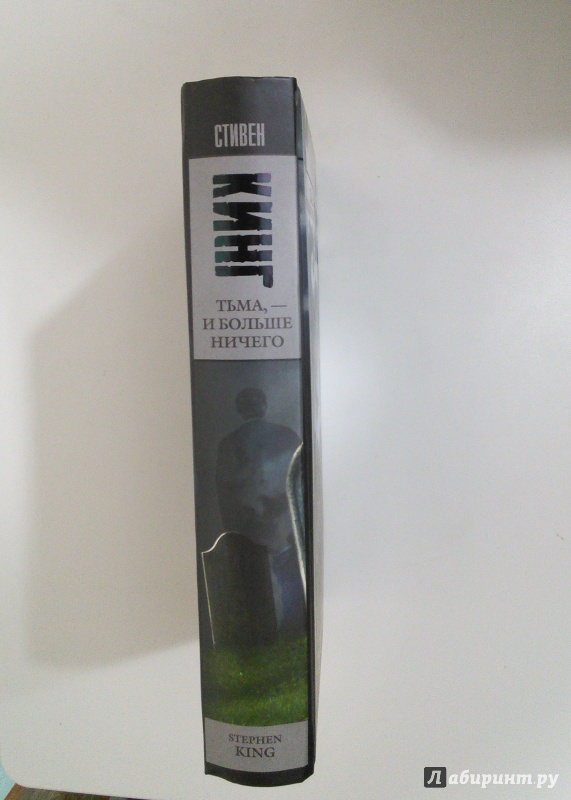 СТИВЕН
КИНГ
ТЬМА, —
И БОЛЬШЕ
НИЧЕГО
STEPHEN
KING
Лабиринт.ру